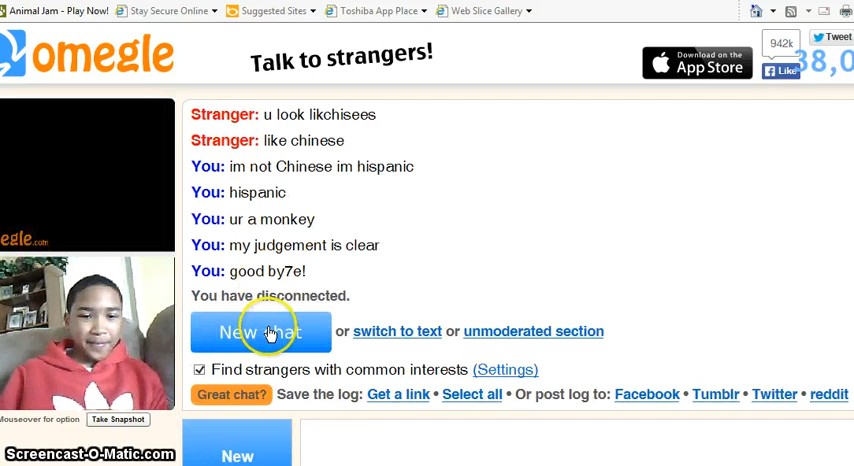 Animal Jam - Play Now! Stay Secure Online Suggested Sites Toshiba App Place Web Slice Gallery
omegle
Talk to strangers!
Download on the
App Store
942k
Like
Tweet
38,0
Stranger: u look likchisees
Stranger: like chinese
You: im not Chinese im hispanic
You: hispanic
You: ur a monkey
You: my judgement is clear
You: good by7e!
You have disconnected.
New chat or switch to text or unmoderated section
Find strangers with common interests (Settings)
Great chat? Save the log: Get a link • Select all • Or post log to: Facebook • Tumblr • Twitter • reddit
egle.com
Mouseover for option Take Snapshot
Screencast-O-Matic.com
New